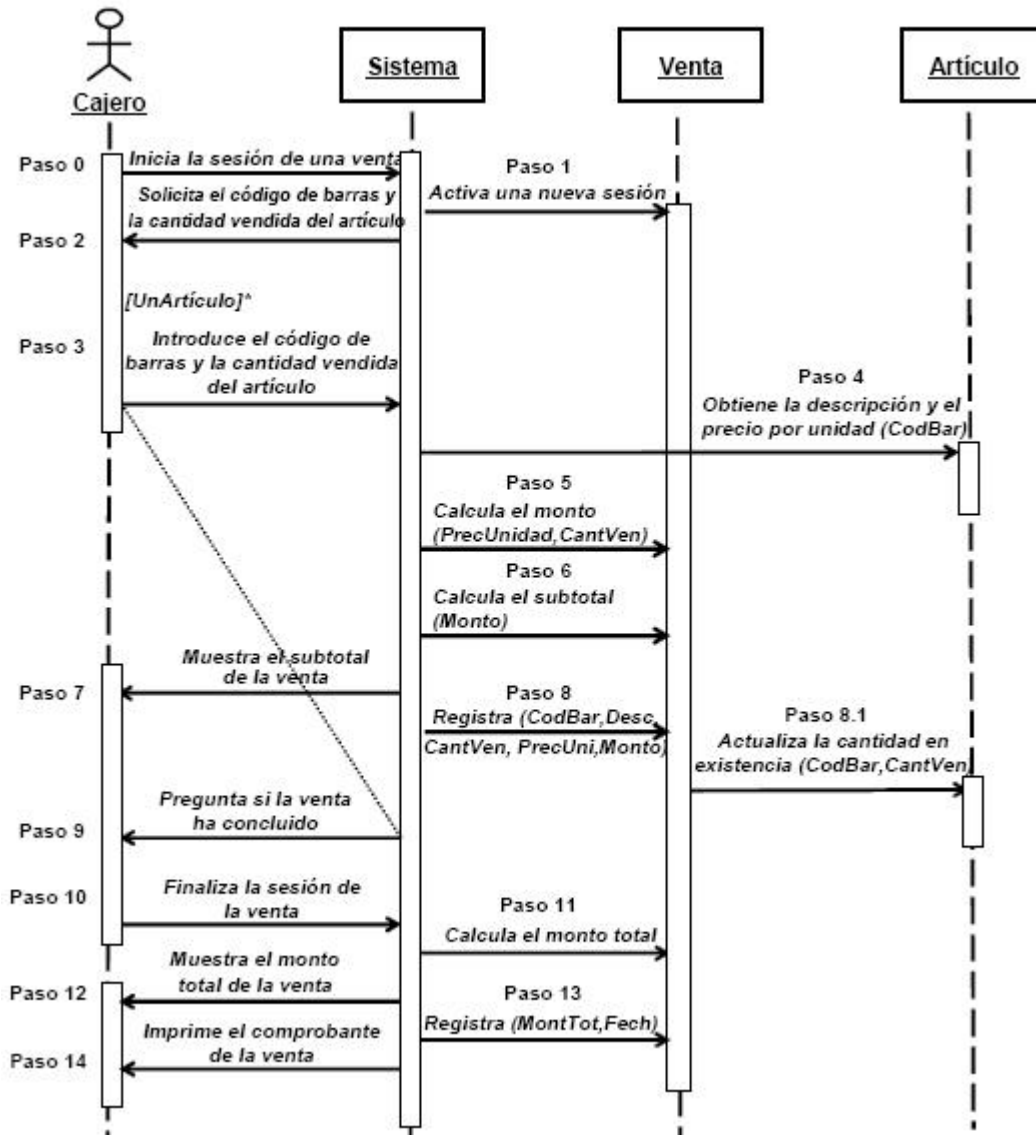 Cajero
Sistema
Venta
Artículo
Paso 0
Inicia la sesión de una venta
Paso 1
Activa una nueva sesión
Solicita el código de barras y
la cantidad vendida del artículo
Paso 2
[UnArtículo]^
Paso 3
Introduce el código de
barras y la cantidad vendida
del artículo
Paso 4
Obtiene la descripción y el
precio por unidad (CodBar)
Paso 5
Calcula el monto
(PrecUnidad,CantVen)
Paso 6
Calcula el subtotal
(Monto)
Muestra el subtotal
de la venta
Paso 7
Paso 8
Registra (CodBar,Desc
CantVen, PrecUni,Monto)
Paso 8.1
Actualiza la cantidad en
existencia (CodBar,CantVen)
Pregunta si la venta
ha concluido
Paso 9
Paso 10
Finaliza la sesión de
la venta
Paso 11
Calcula el monto total
Muestra el monto
total de la venta
Paso 12
Paso 13
Registra (MontTot,Fech)
Imprime el comprobante
de la venta
Paso 14